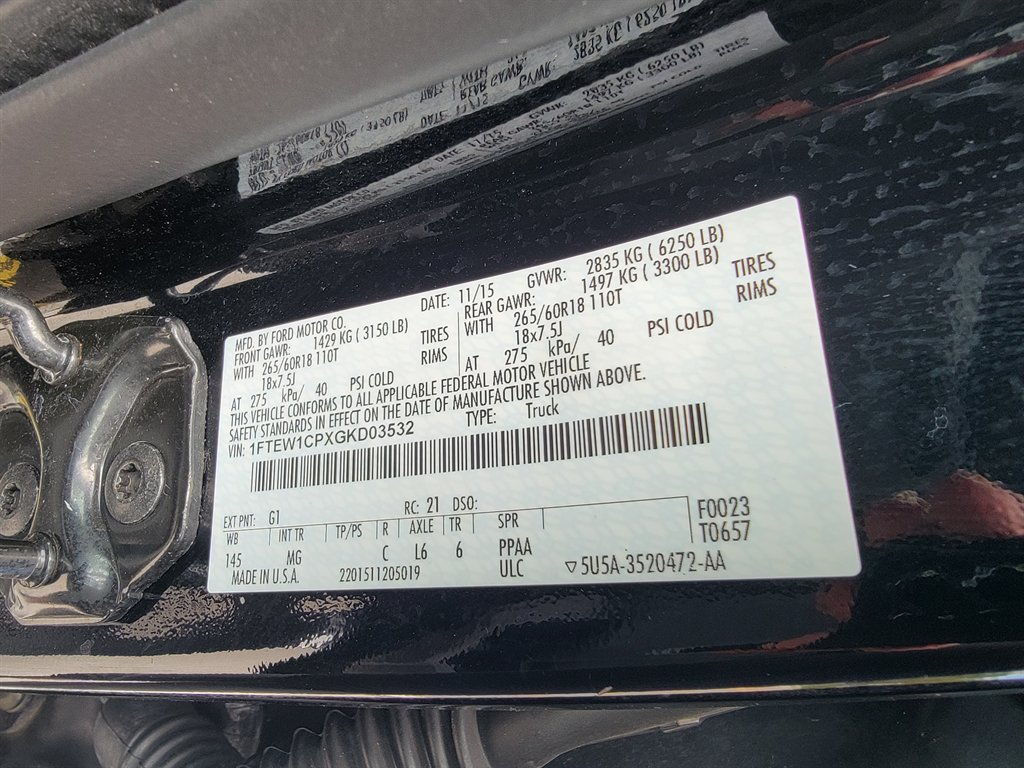 MFD. BY FORD MOTOR CO.
DATE: 11/15 GVWR: 2835 KG ( 6250 LB)
FRONT GAWR: 1429 KG ( 3150 LB) REAR GAWR: 1497 KG ( 3300 LB)
WITH 265/60R18 110T TIRES WITH 265/60R18 110T TIRES
18x7.5J RIMS 18x7.5J RIMS
AT 275 kPa/ 40 PSI COLD AT 275 kPa/ 40 PSI COLD
THIS VEHICLE CONFORMS TO ALL APPLICABLE FEDERAL MOTOR VEHICLE
SAFETY STANDARDS IN EFFECT ON THE DATE OF MANUFACTURE SHOWN ABOVE.
VIN: 1FTEW1CPXGKD03532 TYPE: Truck
EXT PNT: G1 RC: 21 DSO:
WB INT TR TP/PS R AXLE TR SPR F0023
145 MG C L6 6 PPAA T0657
MADE IN U.S.A. 2201511205019 ULC ▽5U5A-3520472-AA